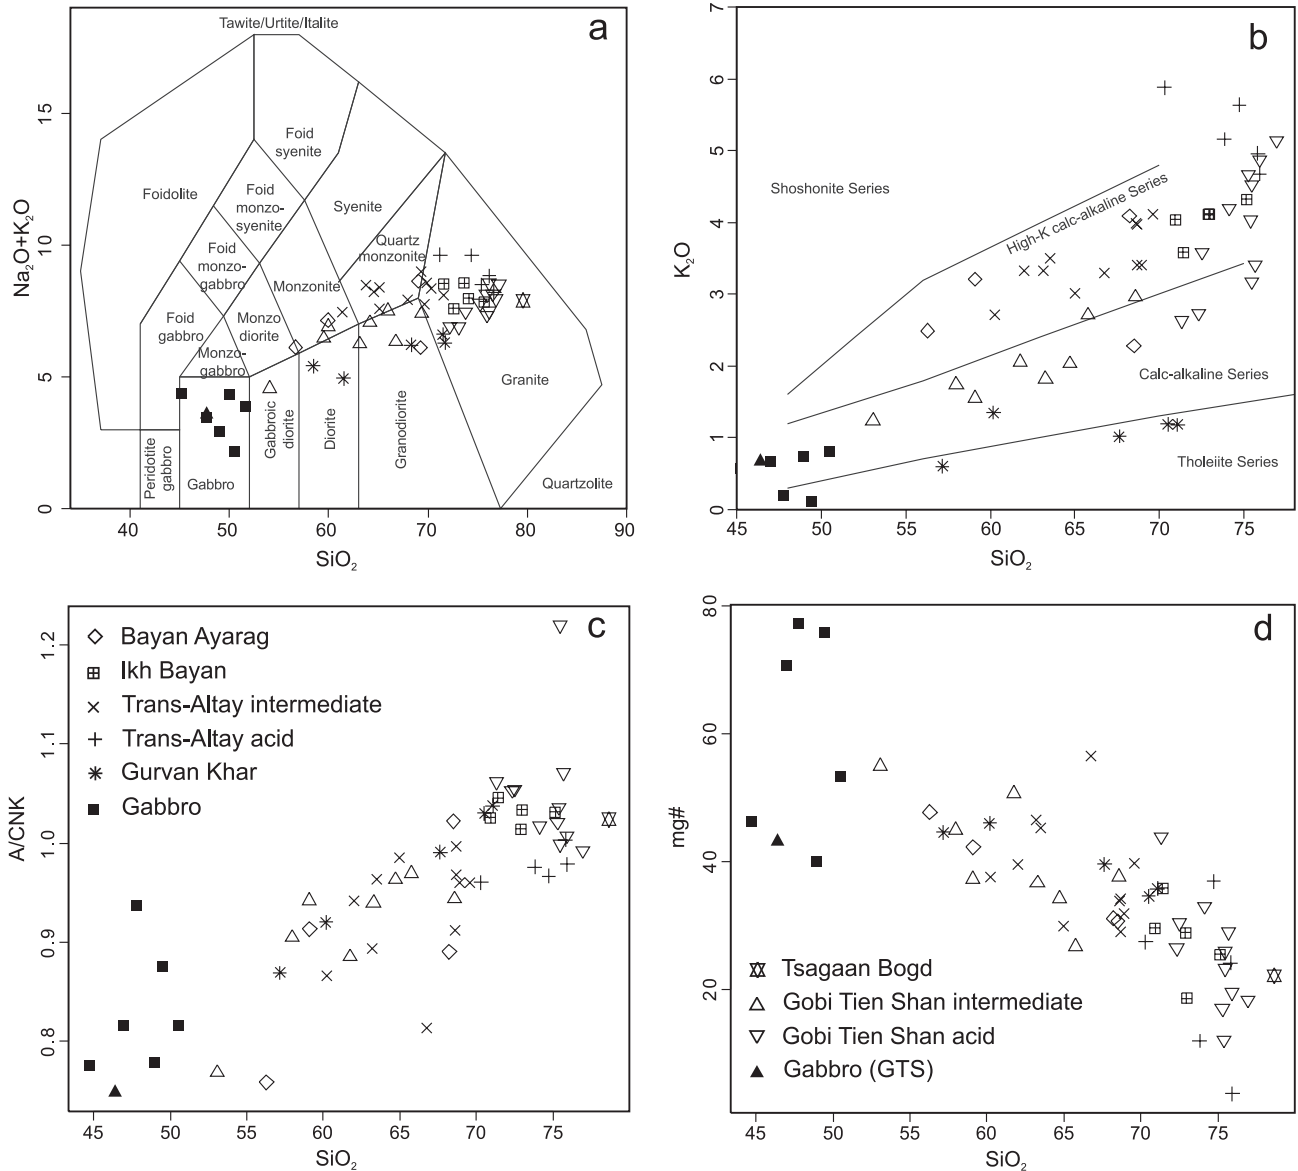 a
Tawite/Urtite/Italite
Foid
syenite
Foidolite
Foid
monzo-
syenite
Syenite
Quartz
monzonite
Foid
monzo-
gabbro
Monzonite
Foid
gabbro
Monzo
diorite
Monzo-
gabbro
Granite
Peridotite
gabbro
Gabbro
Gabbroic
diorite
Diorite
Granodiorite
Quartzolite
0
5
10
15
Na₂O+K₂O
40
50
60
70
80
90
SiO₂
b
Shoshonite Series
High-K calc-alkaline Series
Calc-alkaline Series
Tholeiite Series
0
1
2
3
4
5
6
7
K₂O
45
50
55
60
65
70
75
SiO₂
c
Bayan Ayarag
Ikh Bayan
Trans-Altay intermediate
Trans-Altay acid
Gurvan Khar
Gabbro
0.8
0.9
1.0
1.1
1.2
A/CNK
45
50
55
60
65
70
75
SiO₂
d
Tsagaan Bogd
Gobi Tien Shan intermediate
Gobi Tien Shan acid
Gabbro (GTS)
20
40
60
80
mg#
45
50
55
60
65
70
75
SiO₂